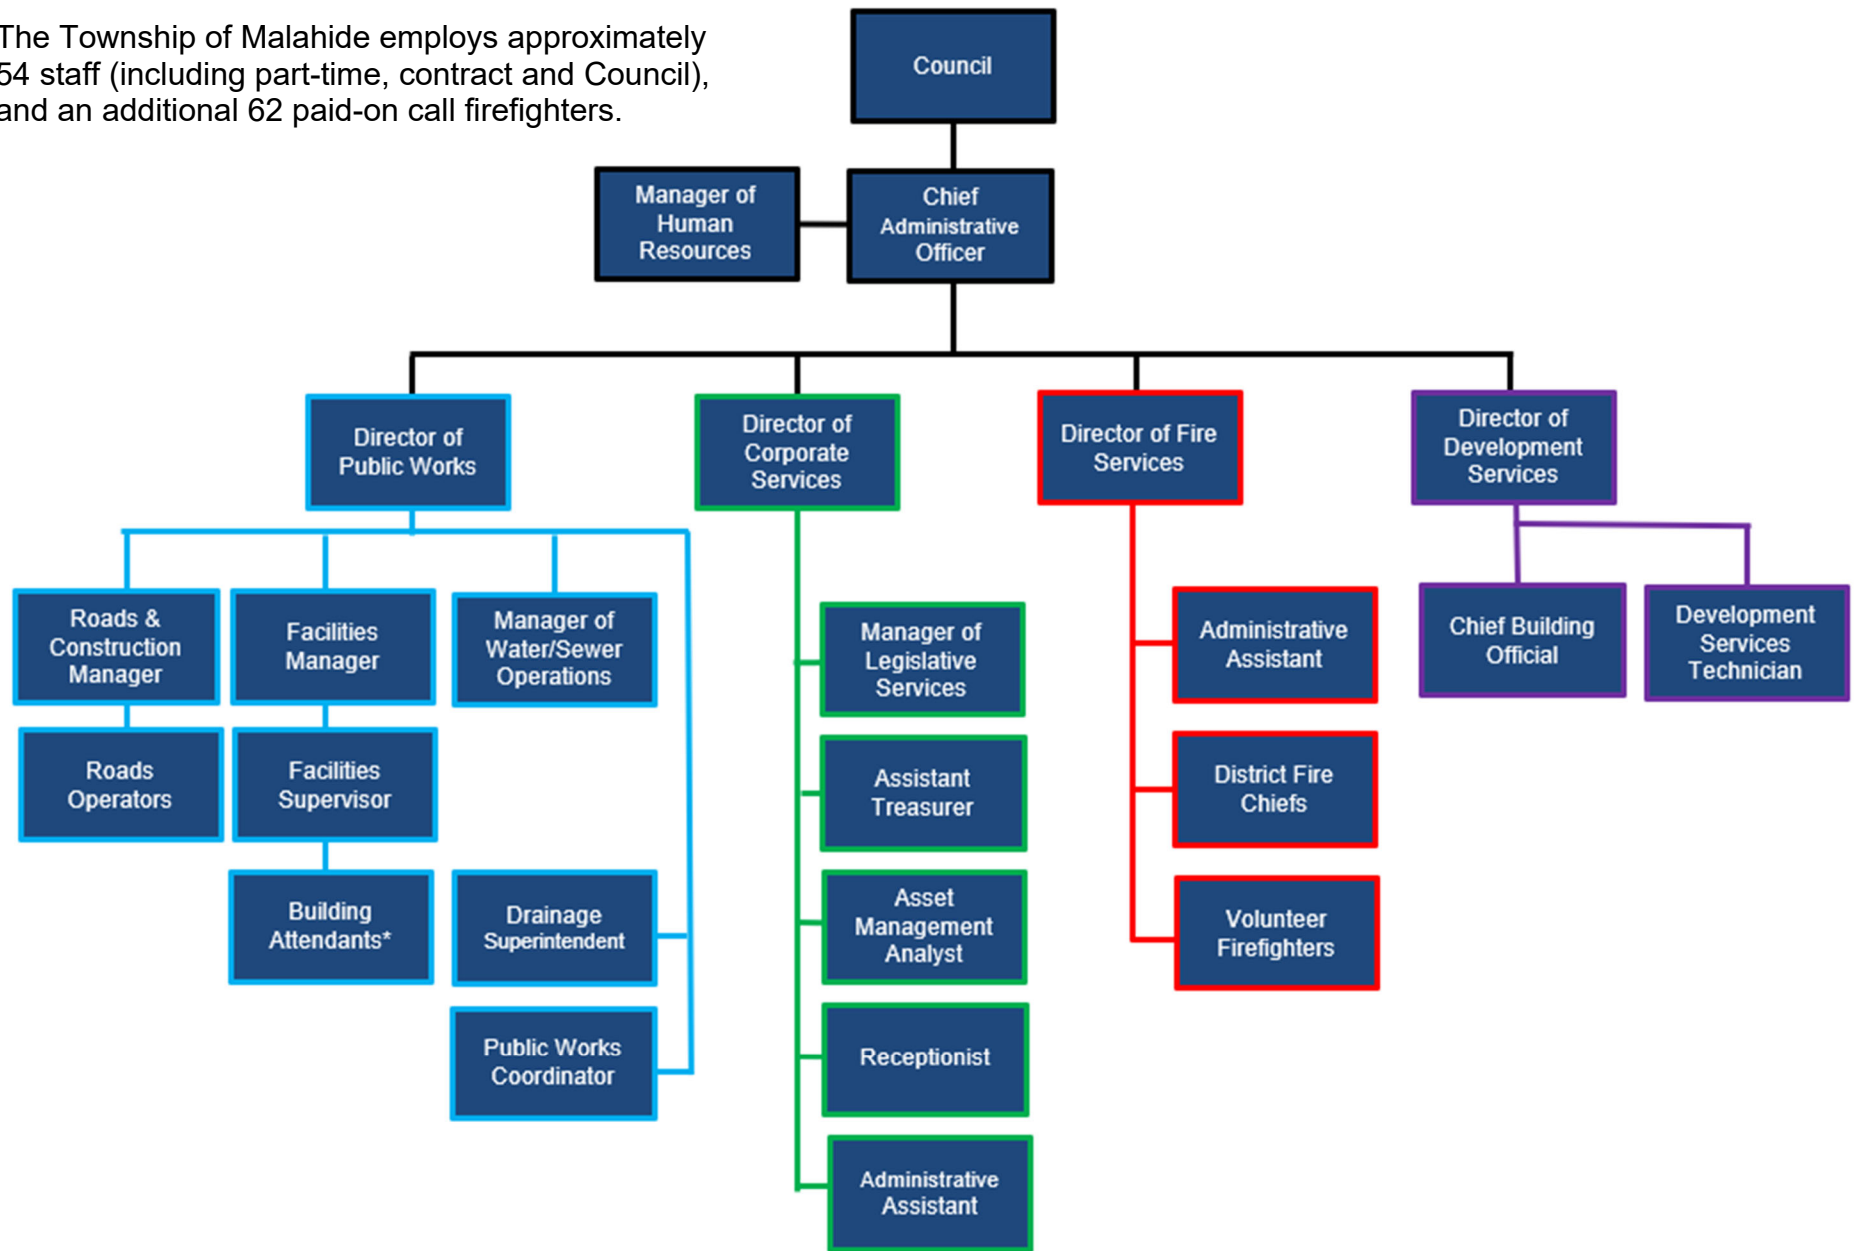 The Township of Malahide employs approximately
54 staff (including part-time, contract and Council),
and an additional 62 paid-on call firefighters.
Council
Manager of
Human
Resources
Chief
Administrative
Officer
Director of
Public Works
Director of
Corporate
Services
Director of Fire
Services
Director of
Development
Services
Roads &
Construction
Manager
Facilities
Manager
Manager of
Water/Sewer
Operations
Manager of
Legislative
Services
Administrative
Assistant
Chief Building
Official
Development
Services
Technician
Roads
Operators
Facilities
Supervisor
Assistant
Treasurer
District Fire
Chiefs
Building
Attendants*
Drainage
Superintendent
Asset
Management
Analyst
Volunteer
Firefighters
Public Works
Coordinator
Receptionist
Administrative
Assistant